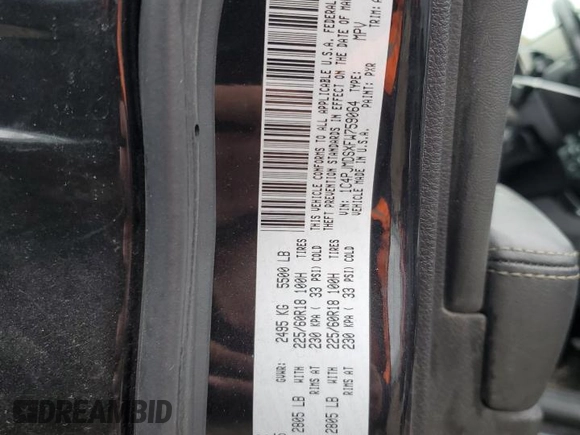 GVWR: 2495 KG 5500 LB
2805 LB WITH 225/60R18 100H TIRES
RIMS AT 230 KPA ( 33 PSI) COLD
2805 LB WITH 225/60R18 100H TIRES
RIMS AT 230 KPA ( 33 PSI) COLD
THIS VEHICLE CONFORMS TO ALL APPLICABLE U.S.A. FEDERAL
THEFT PREVENTION STANDARDS IN EFFECT ON THE DATE OF
VIN: 1C4PJMDSXFW759064 TYPE: MPV
VEHICLE MADE IN U.S.A. PAINT: PXR TRIM:
DREAMBID